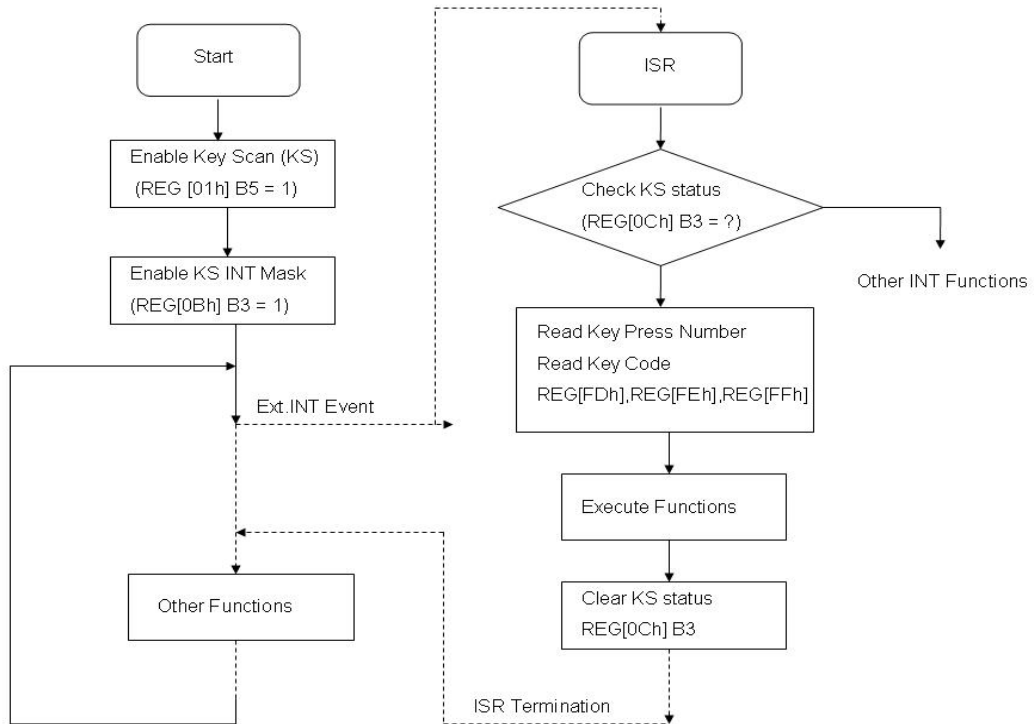 Start
Enable Key Scan (KS)
(REG [01h] B5 = 1)
Enable KS INT Mask
(REG[0Bh] B3 = 1)
Ext.INT Event
Other Functions
ISR
Check KS status
(REG[0Ch] B3 = ?)
Other INT Functions
Read Key Press Number
Read Key Code
REG[FDh],REG[FEh],REG[FFh]
Execute Functions
Clear KS status
REG[0Ch] B3
ISR Termination